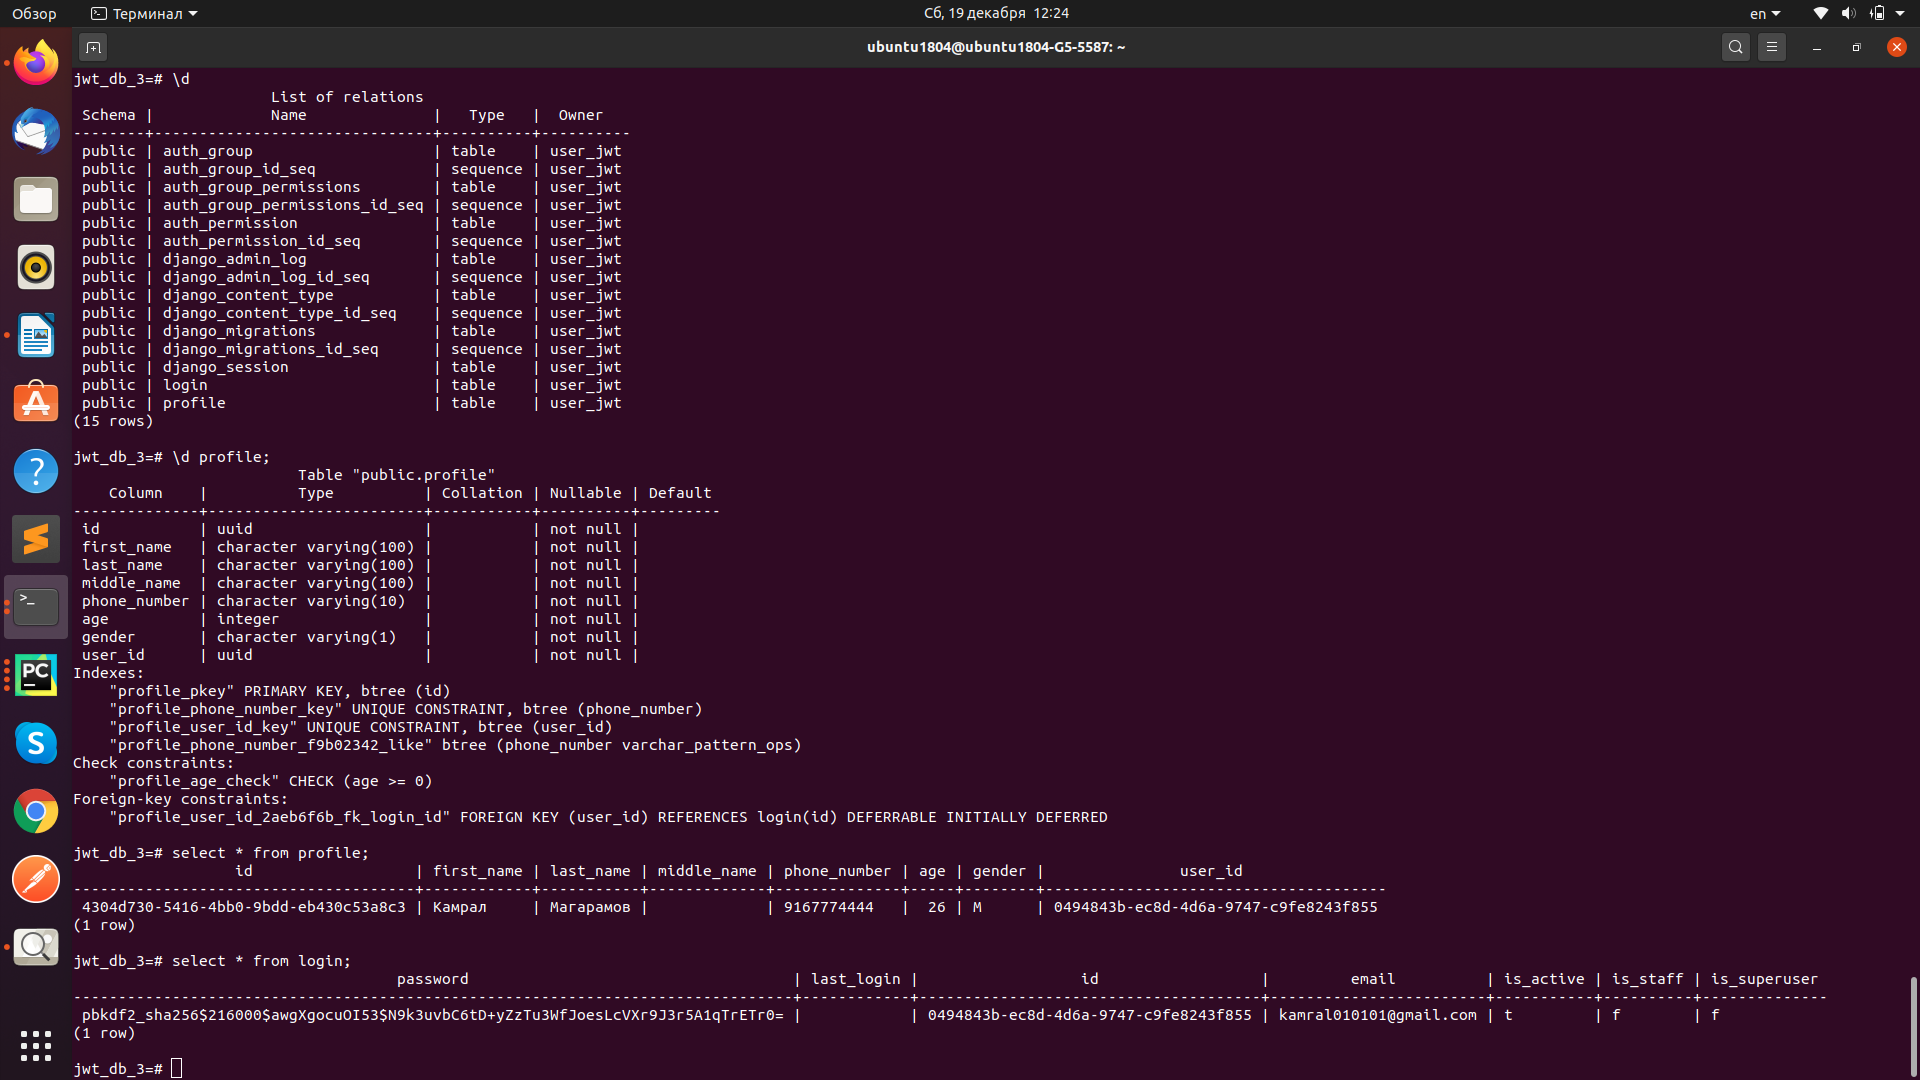 Обзор Терминал Сб, 19 декабря 12:24 en
ubuntu1804@ubuntu1804-G5-5587: ~
jwt_db_3=# \d
List of relations
Schema | Name | Type | Owner
--------+-------------------------------+----------+----------
public | auth_group | table | user_jwt
public | auth_group_id_seq | sequence | user_jwt
public | auth_group_permissions | table | user_jwt
public | auth_group_permissions_id_seq | sequence | user_jwt
public | auth_permission | table | user_jwt
public | auth_permission_id_seq | sequence | user_jwt
public | django_admin_log | table | user_jwt
public | django_admin_log_id_seq | sequence | user_jwt
public | django_content_type | table | user_jwt
public | django_content_type_id_seq | sequence | user_jwt
public | django_migrations | table | user_jwt
public | django_migrations_id_seq | sequence | user_jwt
public | django_session | table | user_jwt
public | login | table | user_jwt
public | profile | table | user_jwt
(15 rows)
jwt_db_3=# \d profile;
Table "public.profile"
Column | Type | Collation | Nullable | Default
--------------+------------------------+-----------+----------+---------
id | uuid | | not null |
first_name | character varying(100) | | not null |
last_name | character varying(100) | | not null |
middle_name | character varying(100) | | not null |
phone_number | character varying(10) | | not null |
age | integer | | not null |
gender | character varying(1) | | not null |
user_id | uuid | | not null |
Indexes:
"profile_pkey" PRIMARY KEY, btree (id)
"profile_phone_number_key" UNIQUE CONSTRAINT, btree (phone_number)
"profile_user_id_key" UNIQUE CONSTRAINT, btree (user_id)
"profile_phone_number_f9b02342_like" btree (phone_number varchar_pattern_ops)
Check constraints:
"profile_age_check" CHECK (age >= 0)
Foreign-key constraints:
"profile_user_id_2aeb6f6b_fk_login_id" FOREIGN KEY (user_id) REFERENCES login(id) DEFERRABLE INITIALLY DEFERRED
jwt_db_3=# select * from profile;
id | first_name | last_name | middle_name | phone_number | age | gender | user_id
--------------------------------------+------------+-----------+-------------+--------------+-----+--------+--------------------------------------
4304d730-5416-4bb0-9bdd-eb430c53a8c3 | Камрал | Магарамов | | 9167774444 | 26 | M | 0494843b-ec8d-4d6a-9747-c9fe8243f855
(1 row)
jwt_db_3=# select * from login;
password | last_login | id | email | is_active | is_staff | is_superuser
--------------------------------------------------------------------------------+------------+--------------------------------------+------------------------+-----------+----------+--------------
pbkdf2_sha256$216000$awgXgocuOI53$N9k3uvbC6tD+yZzTu3WfJoesLcVXr9J3r5A1qTrETr0= | | 0494843b-ec8d-4d6a-9747-c9fe8243f855 | kamral010101@gmail.com | t | f | f
(1 row)
jwt_db_3=#